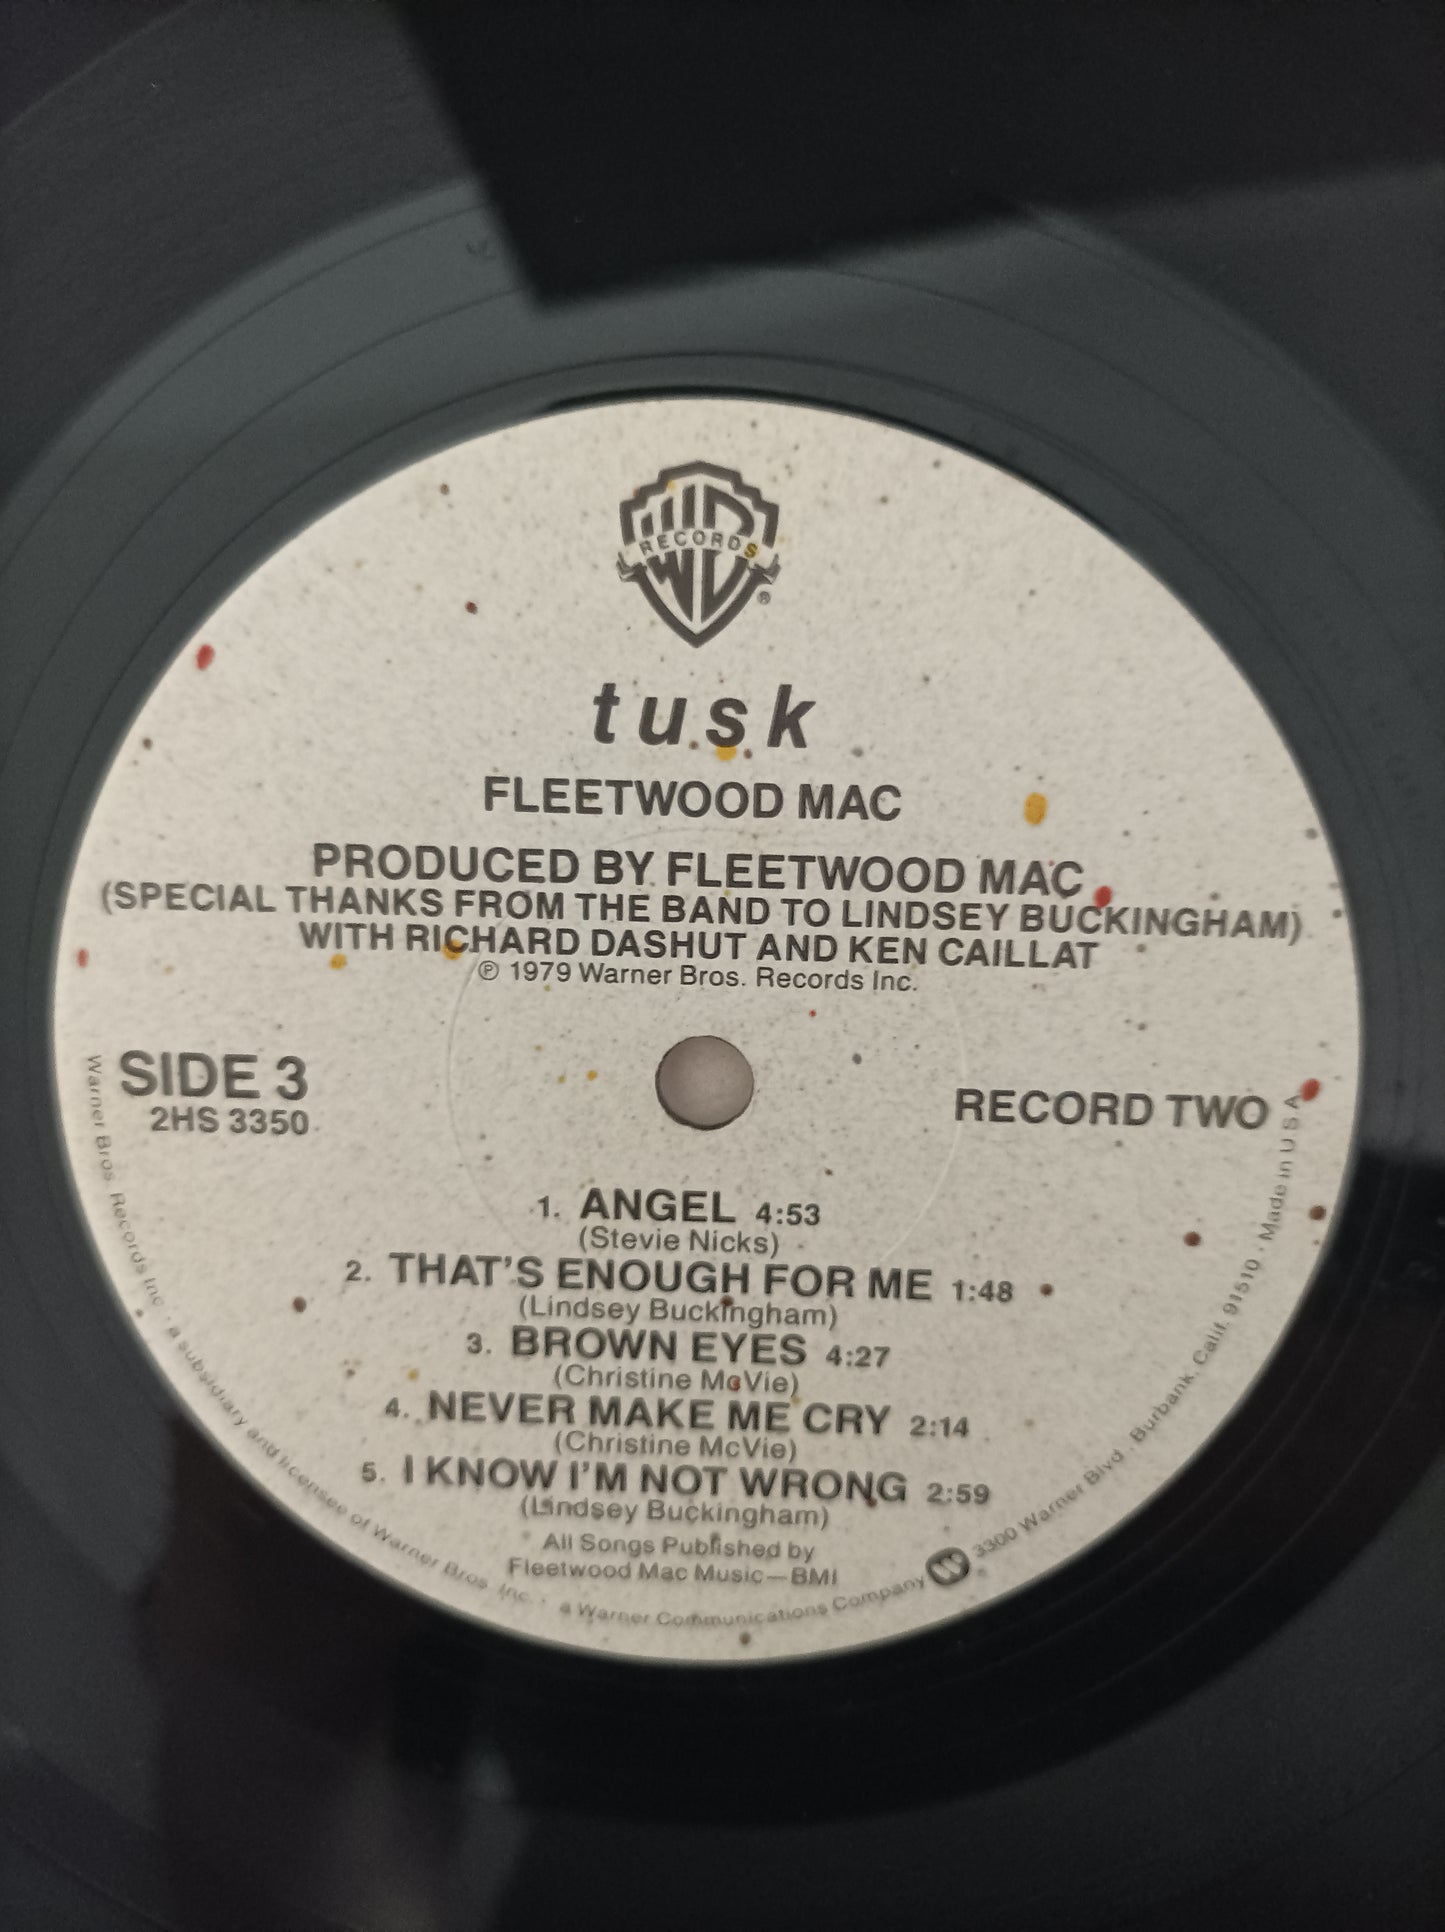 RECORDS
®
tusk
FLEETWOOD MAC
PRODUCED BY FLEETWOOD MAC
(SPECIAL THANKS FROM THE BAND TO LINDSEY BUCKINGHAM)
WITH RICHARD DASHUT AND KEN CAILLAT
℗ 1979 Warner Bros. Records Inc.
SIDE 3
2HS 3350
RECORD TWO
1. ANGEL 4:53
(Stevie Nicks)
2. THAT'S ENOUGH FOR ME 1:48
(Lindsey Buckingham)
3. BROWN EYES 4:27
(Christine McVie)
4. NEVER MAKE ME CRY 2:14
(Christine McVie)
5. I KNOW I'M NOT WRONG 2:59
(Lindsey Buckingham)
All Songs Published by
Fleetwood Mac Music—BMI
Warner Bros. Records Inc. · a subsidiary and licensee of Warner Bros. Inc. · a Warner Communications Company 3300 Warner Blvd · Burbank, Calif. 91510 · Made in U S A